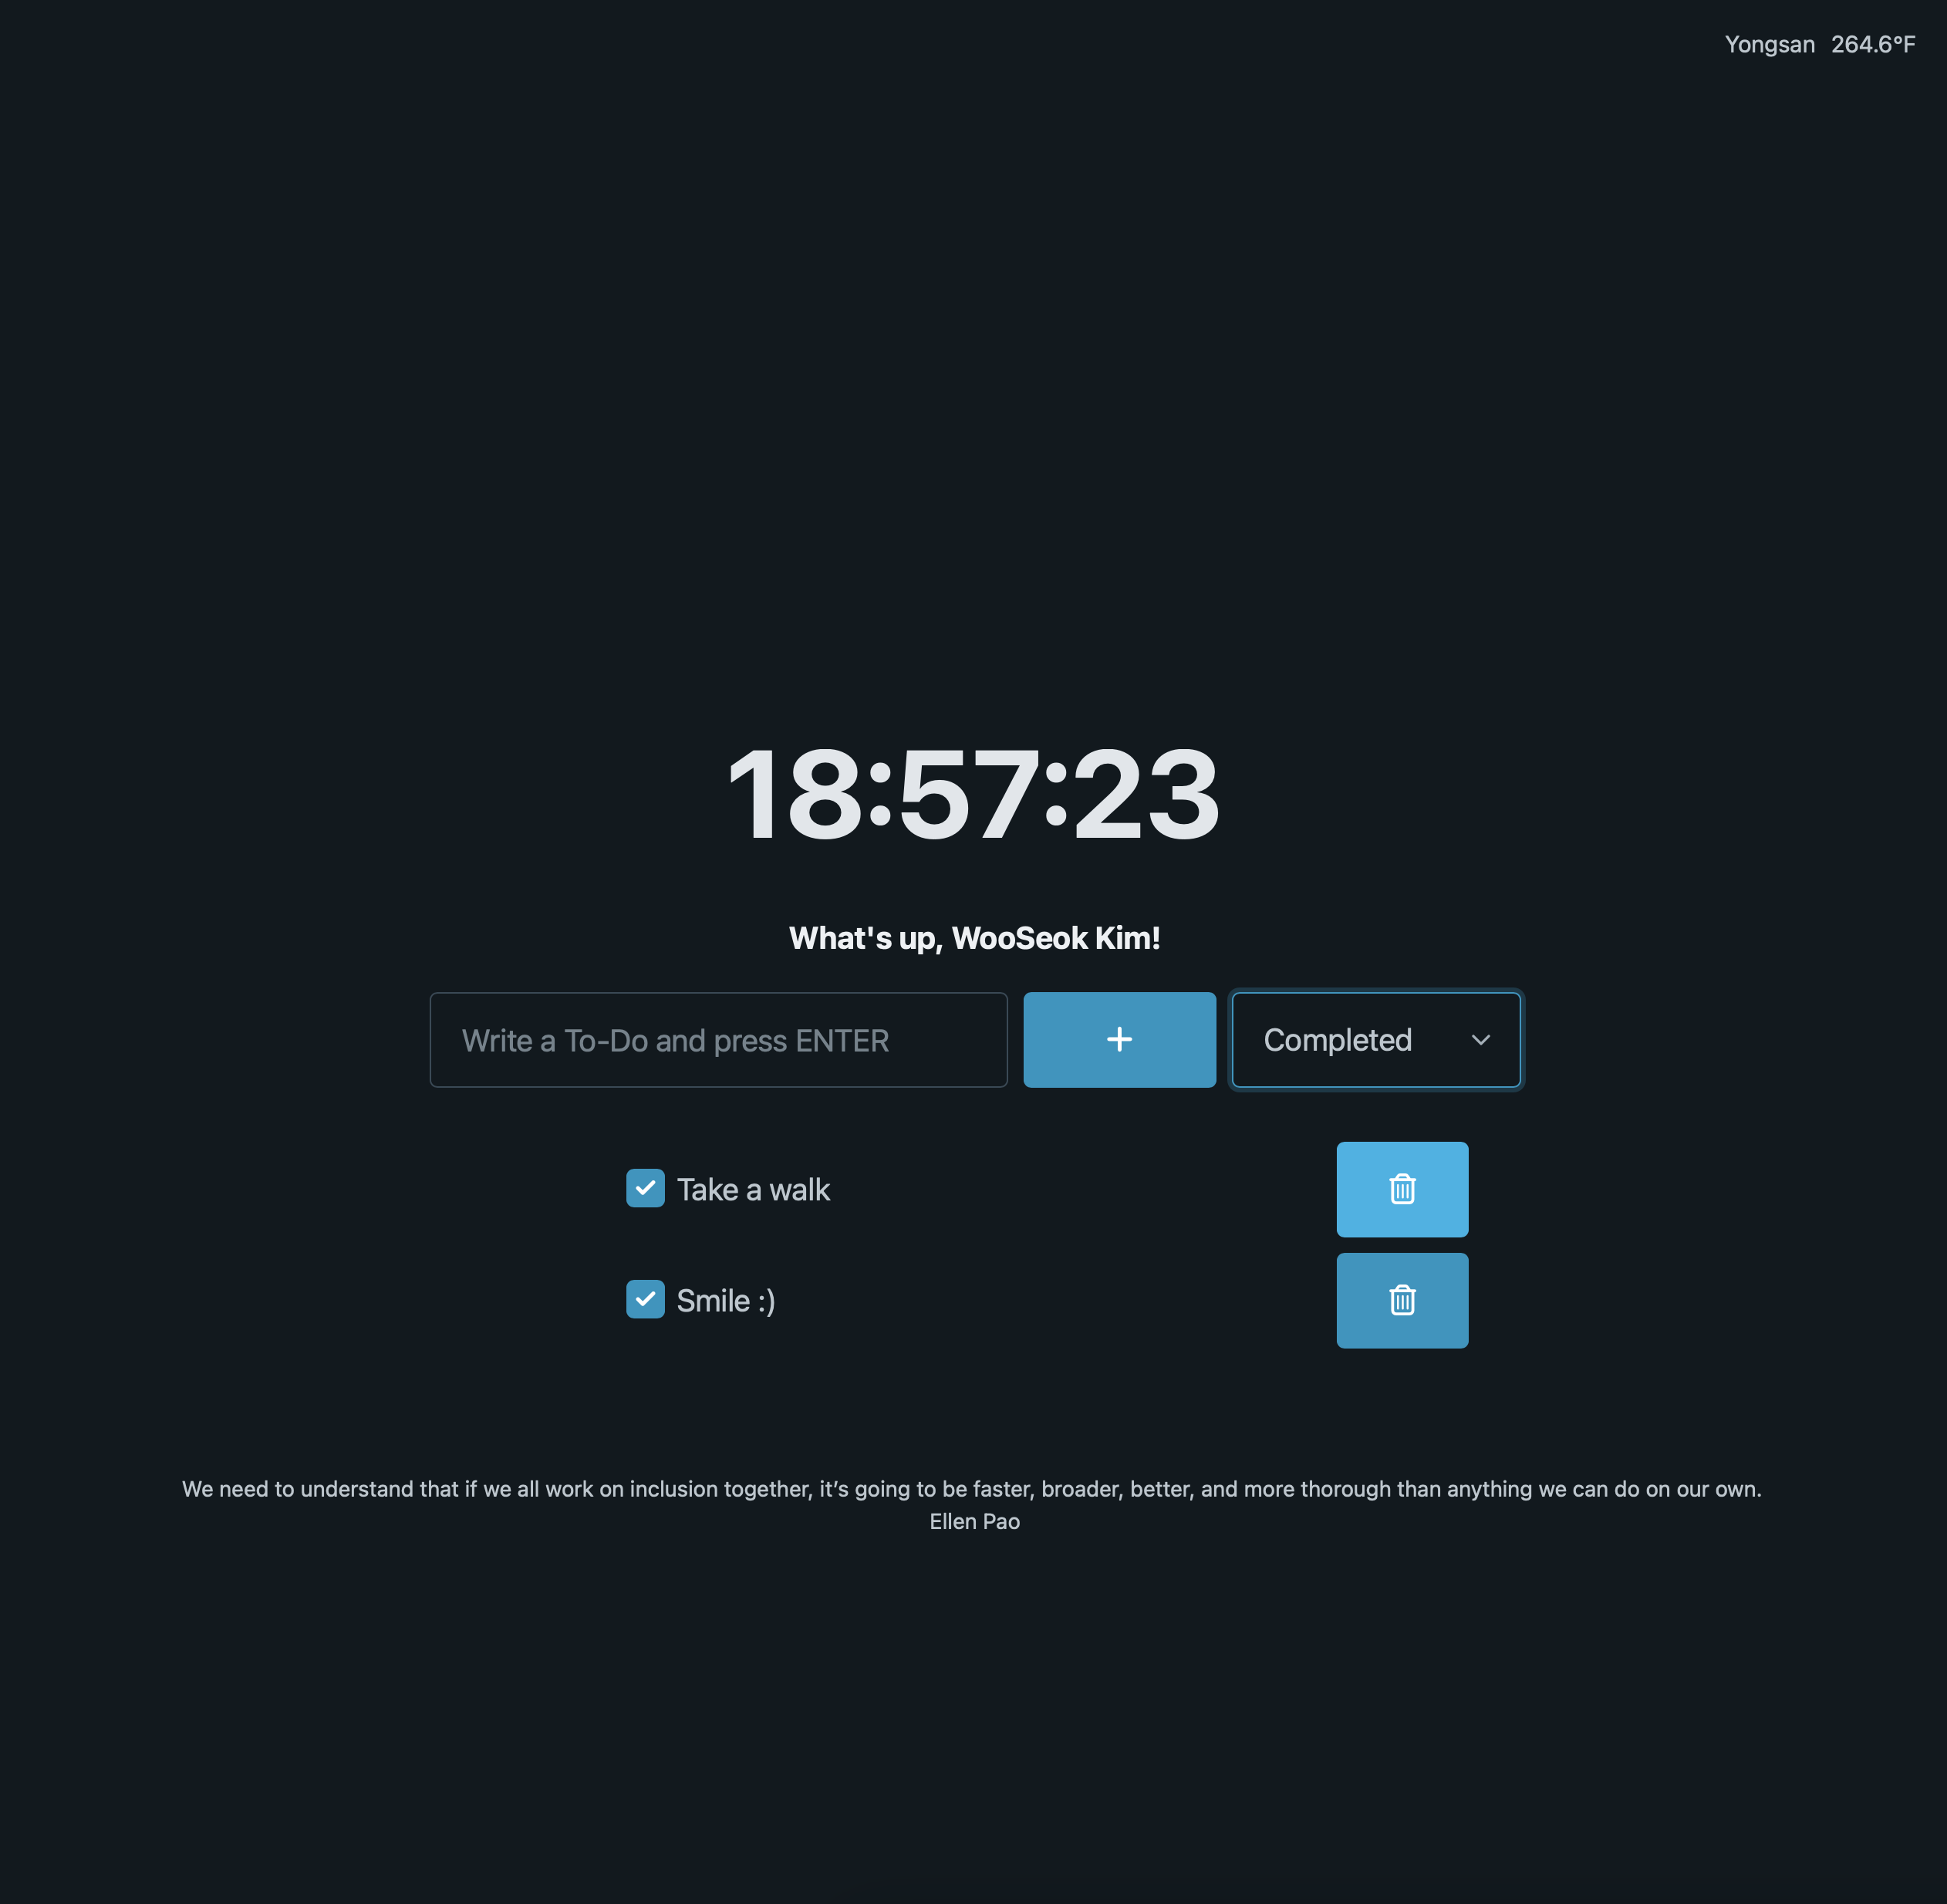 Yongsan 264.6°F
18:57:23
What's up, WooSeok Kim!
Write a To-Do and press ENTER
+
Completed
Take a walk
Smile :)
We need to understand that if we all work on inclusion together, it’s going to be faster, broader, better, and more thorough than anything we can do on our own.
Ellen Pao